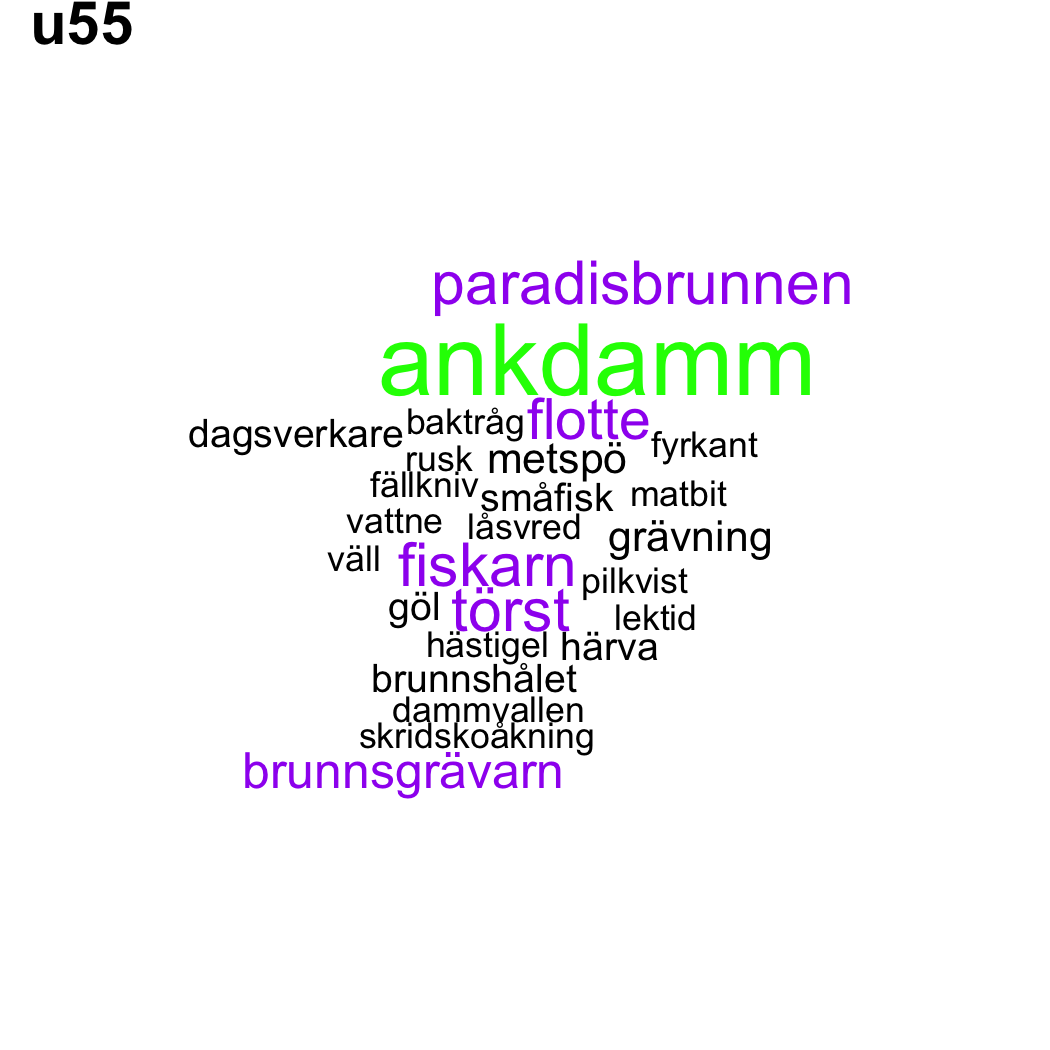 u55
paradisbrunnen
ankdamm
baktråg flotte
dagsverkare fyrkant
rusk metspö
fällkniv småfisk matbit
vattne låsvred grävning
väll fiskarn pilkvist
göl törst lektid
hästigel härva
brunnshålet
dammvallen
skridskoåkning
brunnsgrävarn